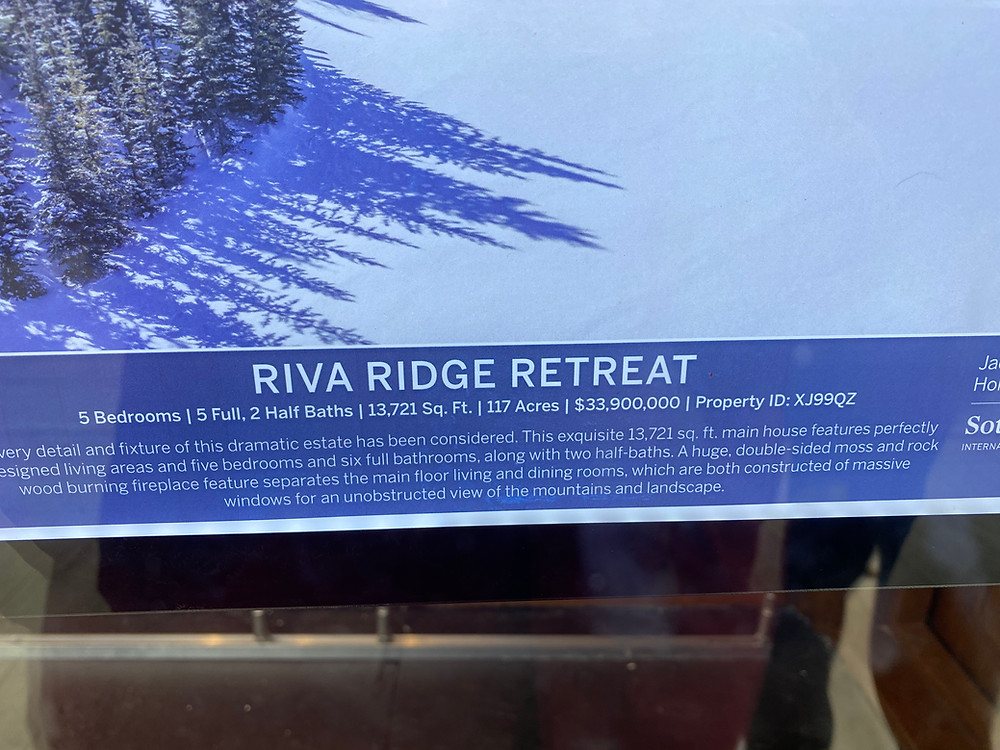 RIVA RIDGE RETREAT
5 Bedrooms | 5 Full, 2 Half Baths | 13,721 Sq. Ft. | 117 Acres | $33,900,000 | Property ID: XJ99QZ
very detail and fixture of this dramatic estate has been considered. This exquisite 13,721 sq. ft. main house features perfectly
esigned living areas and five bedrooms and six full bathrooms, along with two half-baths. A huge, double-sided moss and rock
wood burning fireplace feature separates the main floor living and dining rooms, which are both constructed of massive
windows for an unobstructed view of the mountains and landscape.
Jac
Hol
Sot
INTERNA